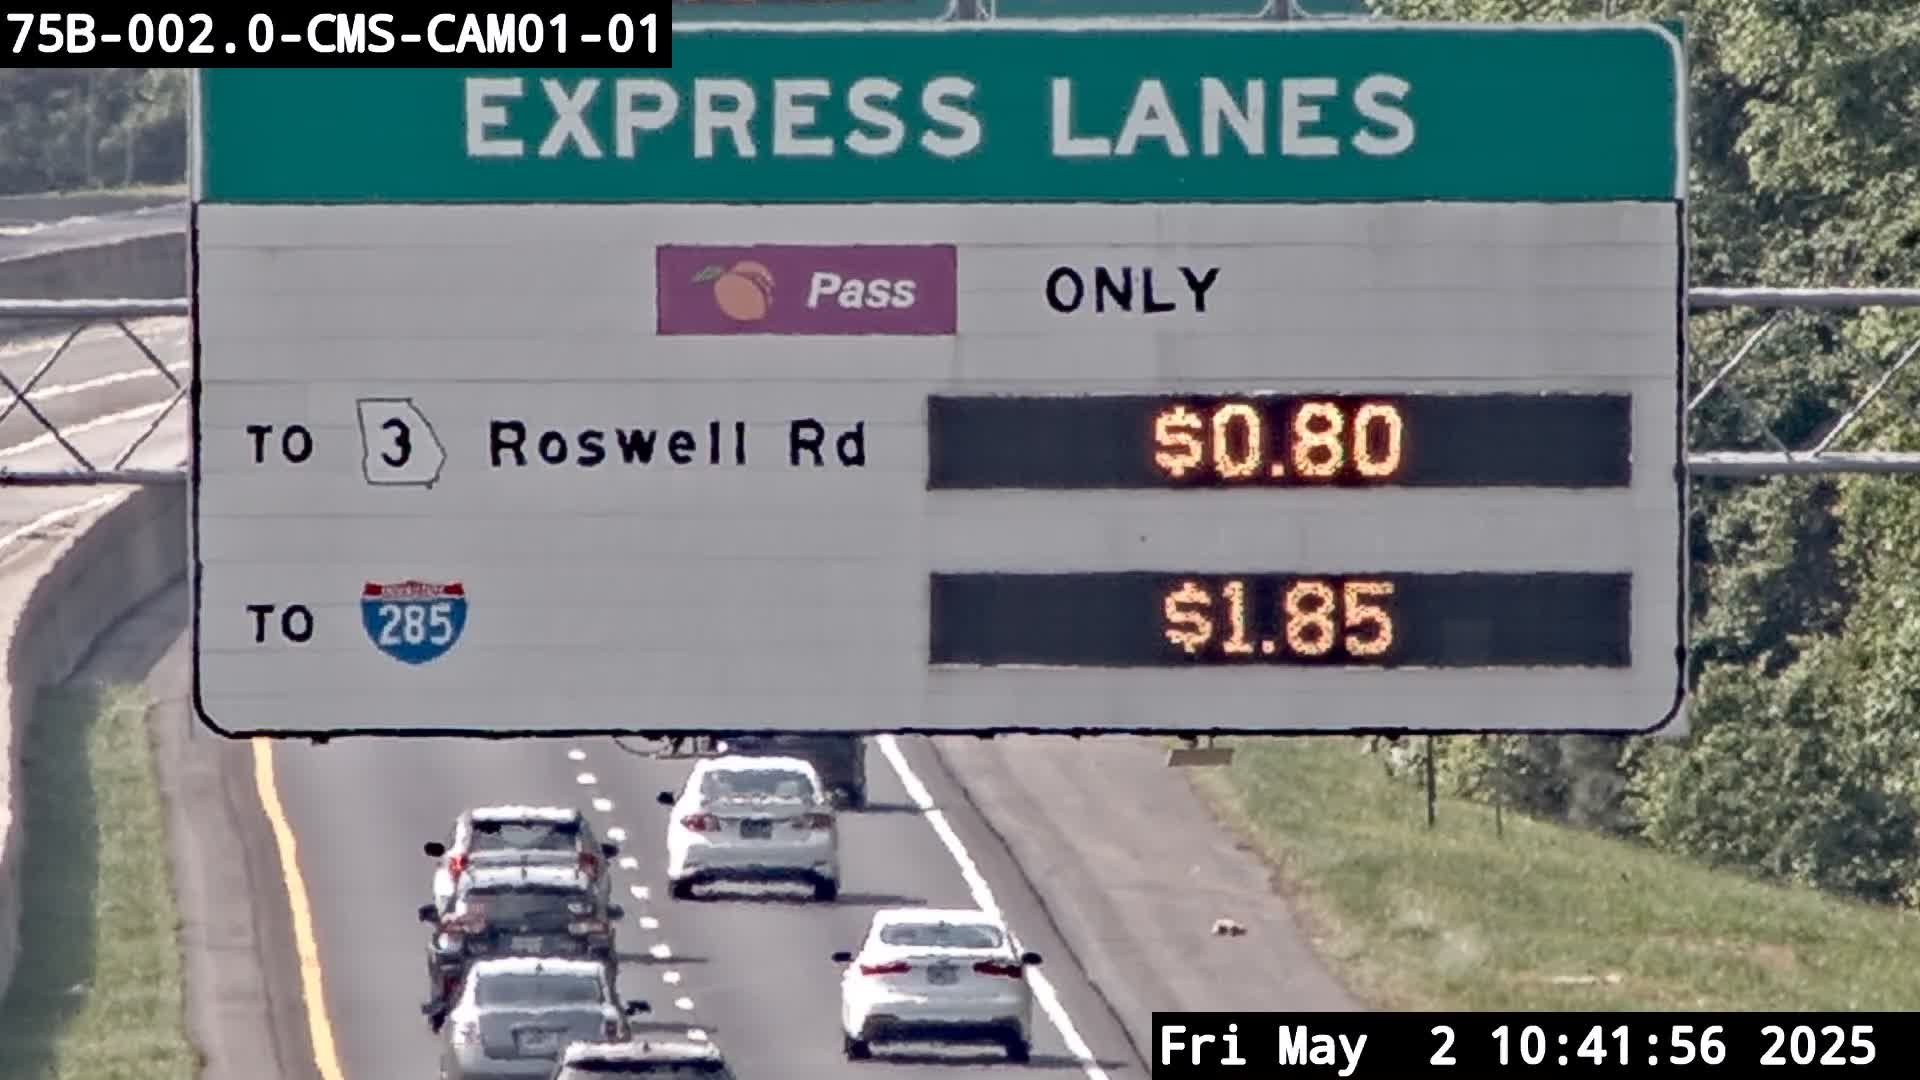 75B-002.0-CMS-CAM01-01
EXPRESS LANES
Pass ONLY
TO 3 Roswell Rd $0.80
TO INTERSTATE 285 $1.85
Fri May 2 10:41:56 2025